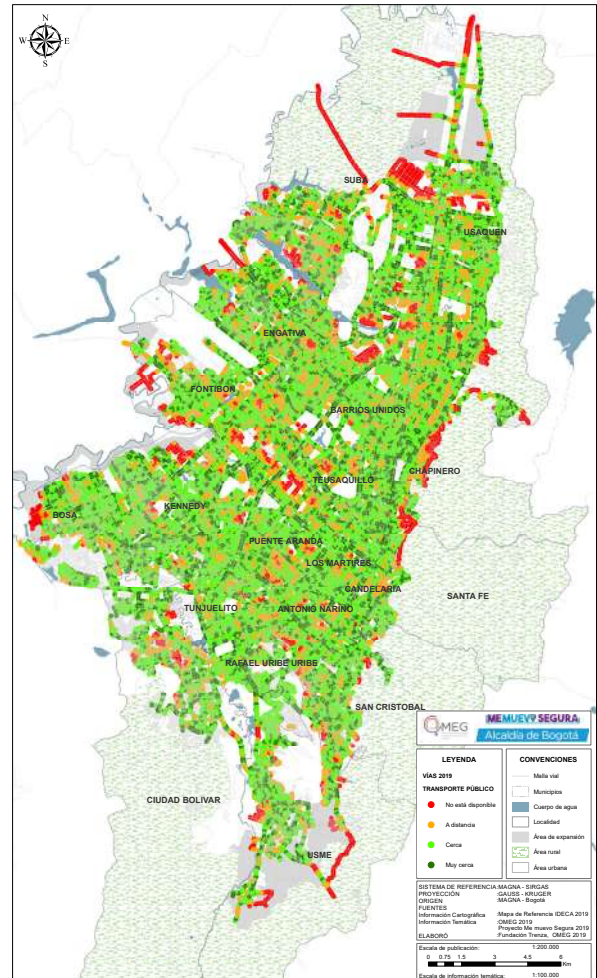 N
W E
S
SUBA
USAQUEN
ENGATIVA
FONTIBON
BARRIOS UNIDOS
CHAPINERO
TEUSAQUILLO
KENNEDY
BOSA
PUENTE ARANDA
LOS MARTIRES
CANDELARIA
SANTA FE
TUNJUELITO
ANTONIO NARIÑO
RAFAEL URIBE URIBE
SAN CRISTOBAL
CIUDAD BOLIVAR
USME
OMEG
MEMUEVO SEGURA
Alcaldía de Bogotá
LEYENDA
VÍAS 2019
TRANSPORTE PÚBLICO
No está disponible
A distancia
Cerca
Muy cerca
CONVENCIONES
Malla vial
Municipios
Cuerpo de agua
Localidad
Área de expansión
Área rural
Área urbana
SISTEMA DE REFERENCIA:MAGNA - SIRGAS
PROYECCIÓN :GAUSS - KRUGER
ORIGEN :MAGNA - Bogotá
FUENTES
Información Cartográfica :Mapa de Referencia IDECA 2019
Información Temática :OMEG 2019
Proyecto Me muevo Segura 2019
ELABORÓ :Fundación Trenza, OMEG 2019
Escala de publicación: 1:200.000
0 0.75 1.5 3 4.5 6
Km
Escala de información temática: 1:100.000